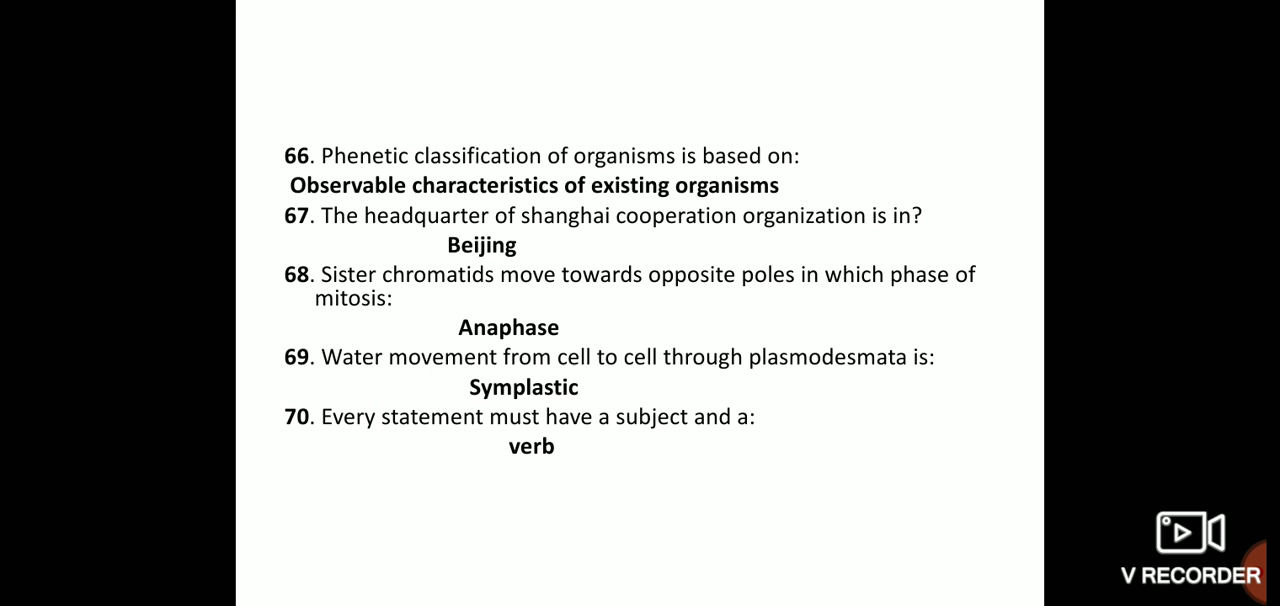 66. Phenetic classification of organisms is based on:
Observable characteristics of existing organisms
67. The headquarter of shanghai cooperation organization is in?
Beijing
68. Sister chromatids move towards opposite poles in which phase of
mitosis:
Anaphase
69. Water movement from cell to cell through plasmodesmata is:
Symplastic
70. Every statement must have a subject and a:
verb
V RECORDER